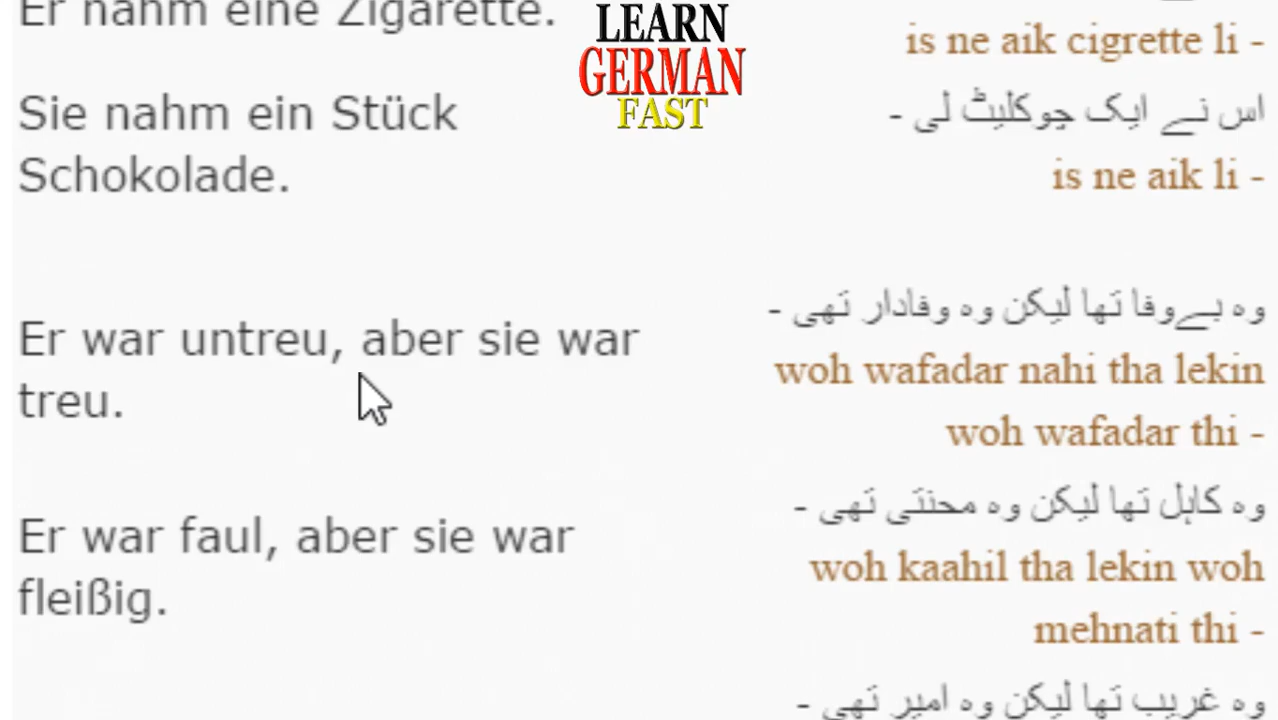 Er nahm eine Zigarette.
is ne aik cigrette li -
LEARN
GERMAN
FAST
Sie nahm ein Stück
Schokolade.
اس نے ایک چوکلیٹ لی -
is ne aik li -
Er war untreu, aber sie war
treu.
وہ بےوفا تھا لیکن وہ وفادار تھی -
woh wafadar nahi tha lekin
woh wafadar thi -
Er war faul, aber sie war
fleißig.
وہ کاہل تھا لیکن وہ محنتی تھی -
woh kaahil tha lekin woh
mehnati thi -
وہ غریب تھا لیکن وہ امیر تھی -